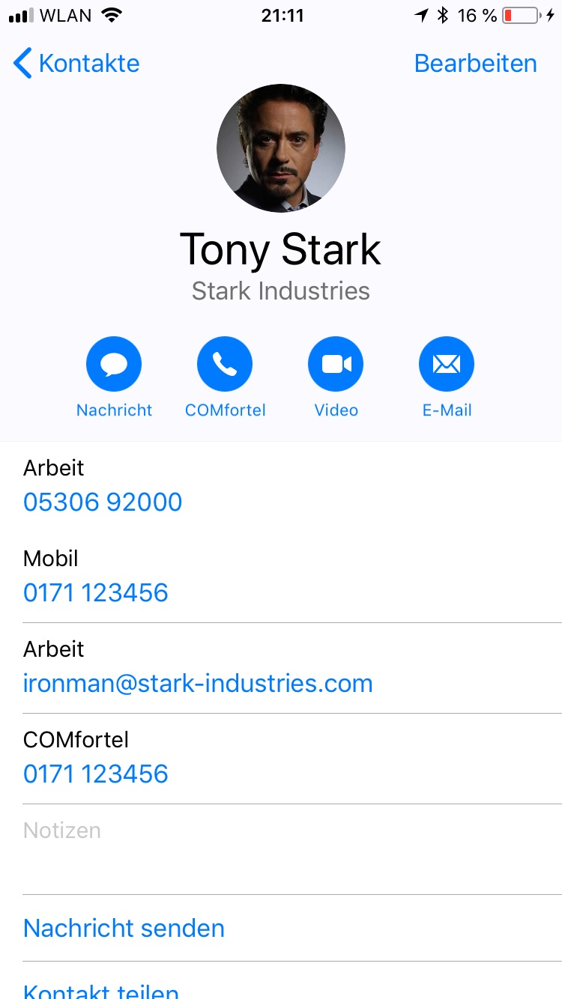 WLAN 21:11 16 %
Kontakte Bearbeiten
Tony Stark
Stark Industries
Nachricht COMfortel Video E-Mail
Arbeit
05306 92000
Mobil
0171 123456
Arbeit
ironman@stark-industries.com
COMfortel
0171 123456
Notizen
Nachricht senden
Kontakt teilen